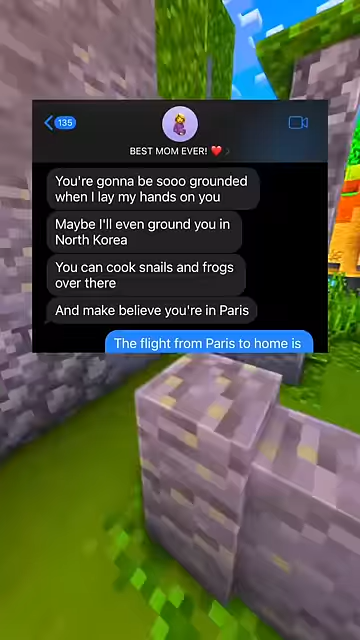 135
BEST MOM EVER! ❤️
You're gonna be sooo grounded
when I lay my hands on you
Maybe I'll even ground you in
North Korea
You can cook snails and frogs
over there
And make believe you're in Paris
The flight from Paris to home is